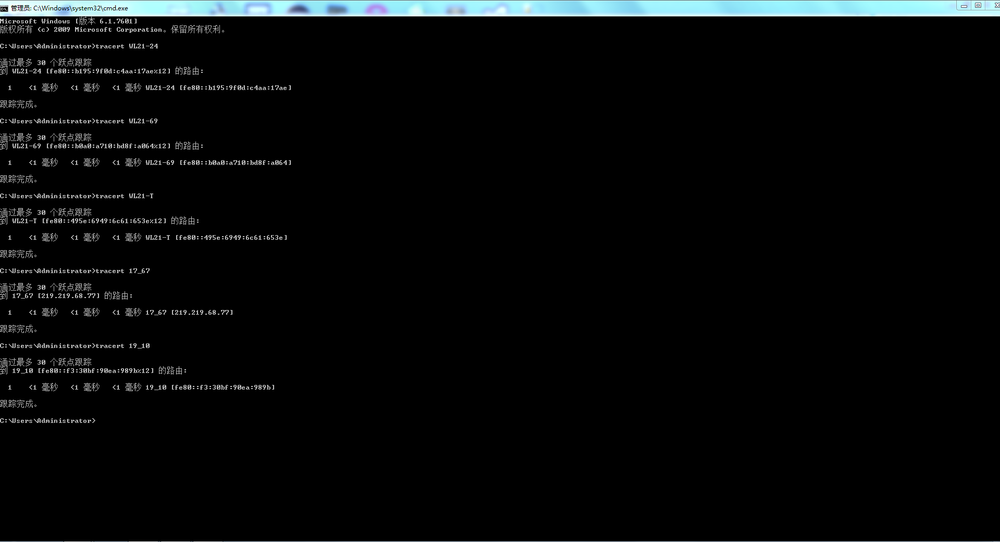 管理员: C:\Windows\system32\cmd.exe
Microsoft Windows [版本 6.1.7601]
版权所有 (c) 2009 Microsoft Corporation。保留所有权利。
C:\Users\Administrator>tracert WL21-24
通过最多 30 个跃点跟踪
到 WL21-24 [fe80::b195:9f0d:c4aa:17ae%12] 的路由:
1 <1 毫秒 <1 毫秒 <1 毫秒 WL21-24 [fe80::b195:9f0d:c4aa:17ae]
跟踪完成。
C:\Users\Administrator>tracert WL21-69
通过最多 30 个跃点跟踪
到 WL21-69 [fe80::b0a0:a710:bd8f:a064%12] 的路由:
1 <1 毫秒 <1 毫秒 <1 毫秒 WL21-69 [fe80::b0a0:a710:bd8f:a064]
跟踪完成。
C:\Users\Administrator>tracert WL21-T
通过最多 30 个跃点跟踪
到 WL21-T [fe80::495e:6949:6c61:653e%12] 的路由:
1 <1 毫秒 <1 毫秒 <1 毫秒 WL21-T [fe80::495e:6949:6c61:653e]
跟踪完成。
C:\Users\Administrator>tracert 17_67
通过最多 30 个跃点跟踪
到 17_67 [219.219.68.77] 的路由:
1 <1 毫秒 <1 毫秒 <1 毫秒 17_67 [219.219.68.77]
跟踪完成。
C:\Users\Administrator>tracert 19_10
通过最多 30 个跃点跟踪
到 19_10 [fe80::f3:30bf:90ea:989b%12] 的路由:
1 <1 毫秒 <1 毫秒 <1 毫秒 19_10 [fe80::f3:30bf:90ea:989b]
跟踪完成。
C:\Users\Administrator>